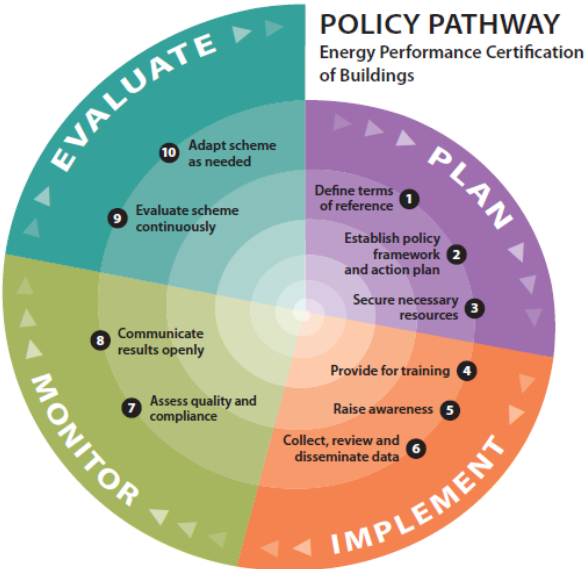 POLICY PATHWAY
Energy Performance Certification
of Buildings
PLAN
1
Define terms
of reference
2
Establish policy
framework
and action plan
3
Secure necessary
resources
IMPLEMENT
4
Provide for training
5
Raise awareness
6
Collect, review and
disseminate data
MONITOR
7
Assess quality and
compliance
8
Communicate
results openly
EVALUATE
9
Evaluate scheme
continuously
10
Adapt scheme
as needed